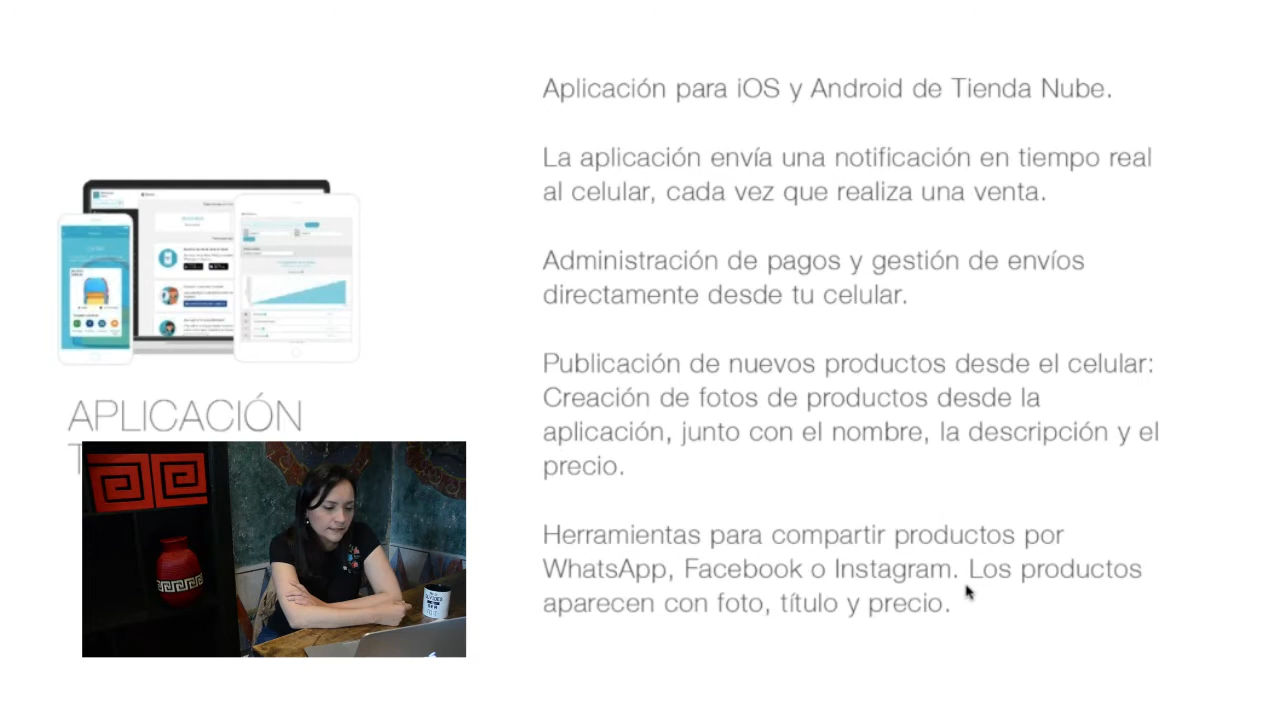 Aplicación para iOS y Android de Tienda Nube.
La aplicación envía una notificación en tiempo real
al celular, cada vez que realiza una venta.
Administración de pagos y gestión de envíos
directamente desde tu celular.
Publicación de nuevos productos desde el celular:
Creación de fotos de productos desde la
aplicación, junto con el nombre, la descripción y el
precio.
Herramientas para compartir productos por
WhatsApp, Facebook o Instagram. Los productos
aparecen con foto, título y precio.
APLICACIÓN